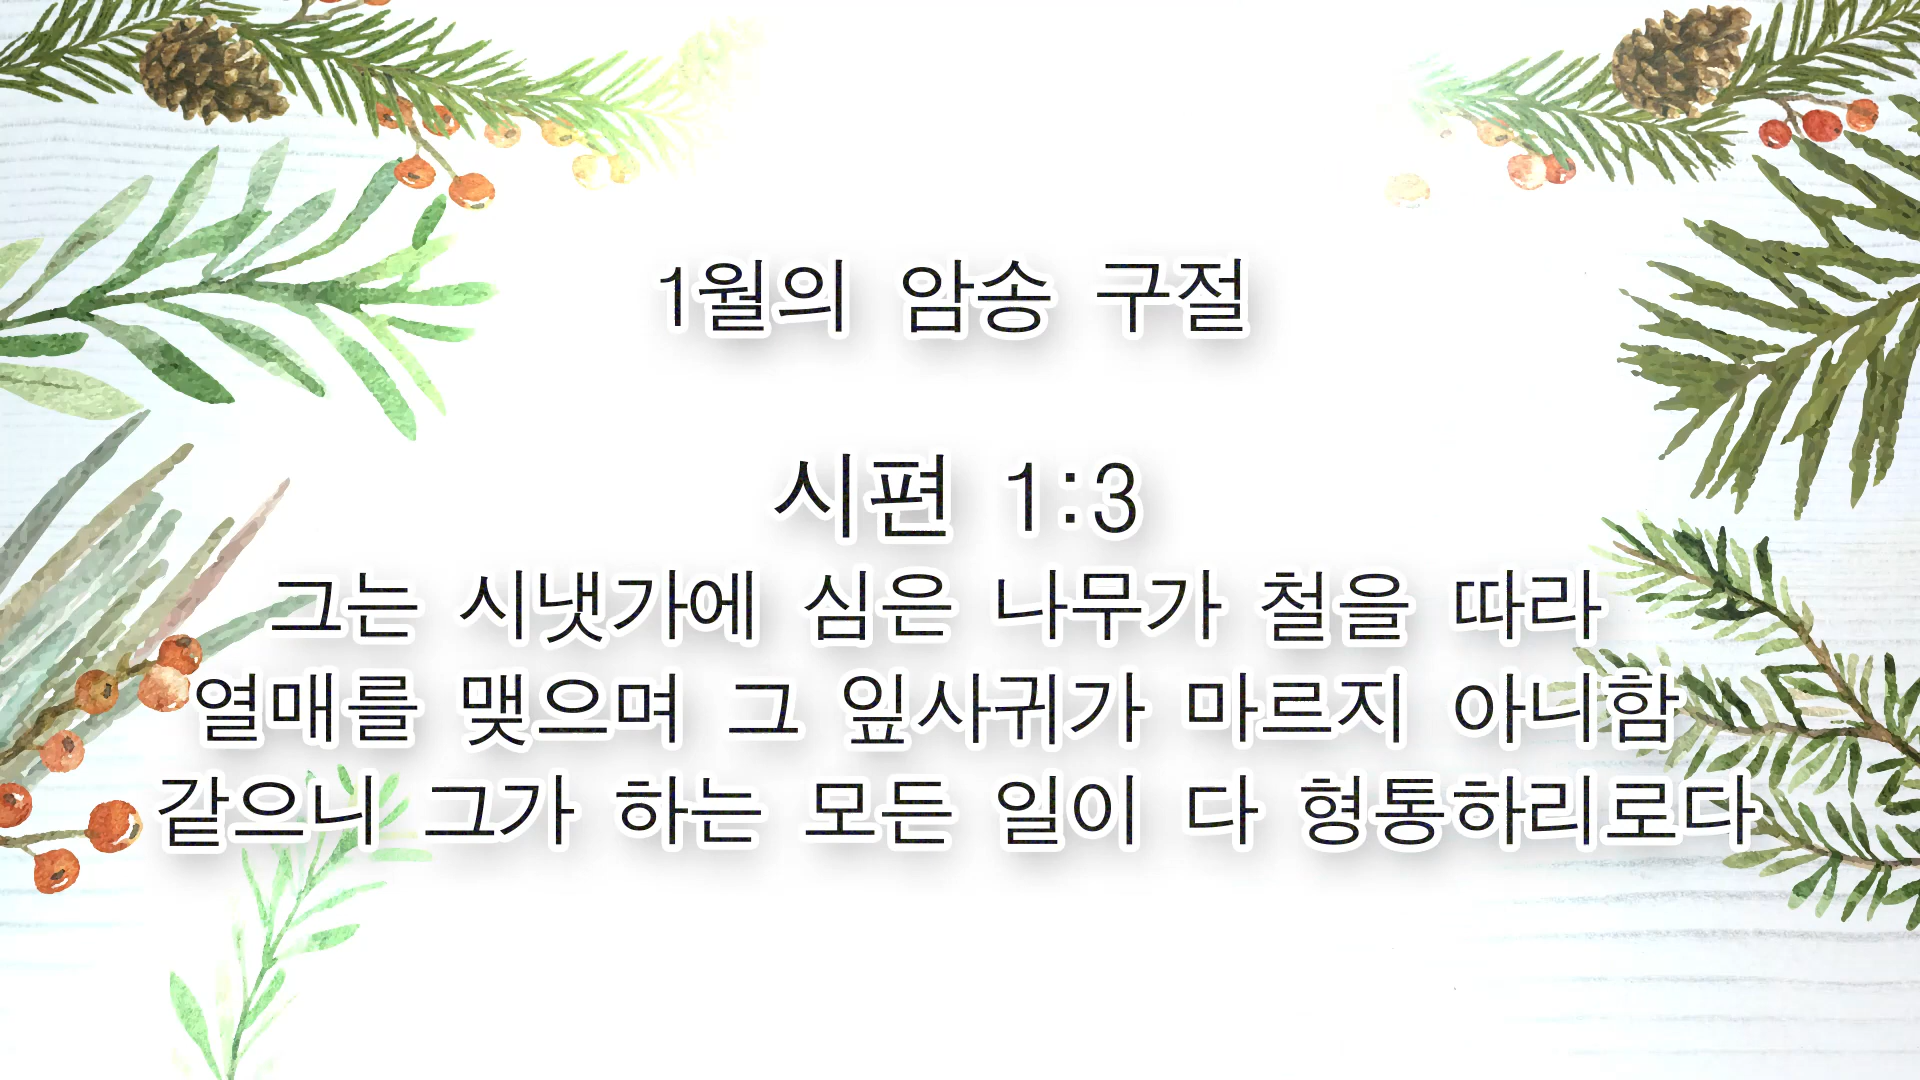 1월의 암송 구절
시편 1:3
그는 시냇가에 심은 나무가 철을 따라
열매를 맺으며 그 잎사귀가 마르지 아니함
같으니 그가 하는 모든 일이 다 형통하리로다